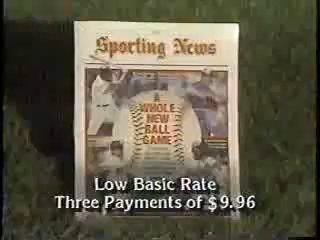 Sporting News
A
WHOLE
NEW
BALL
GAME
Low Basic Rate
Three Payments of $9.96